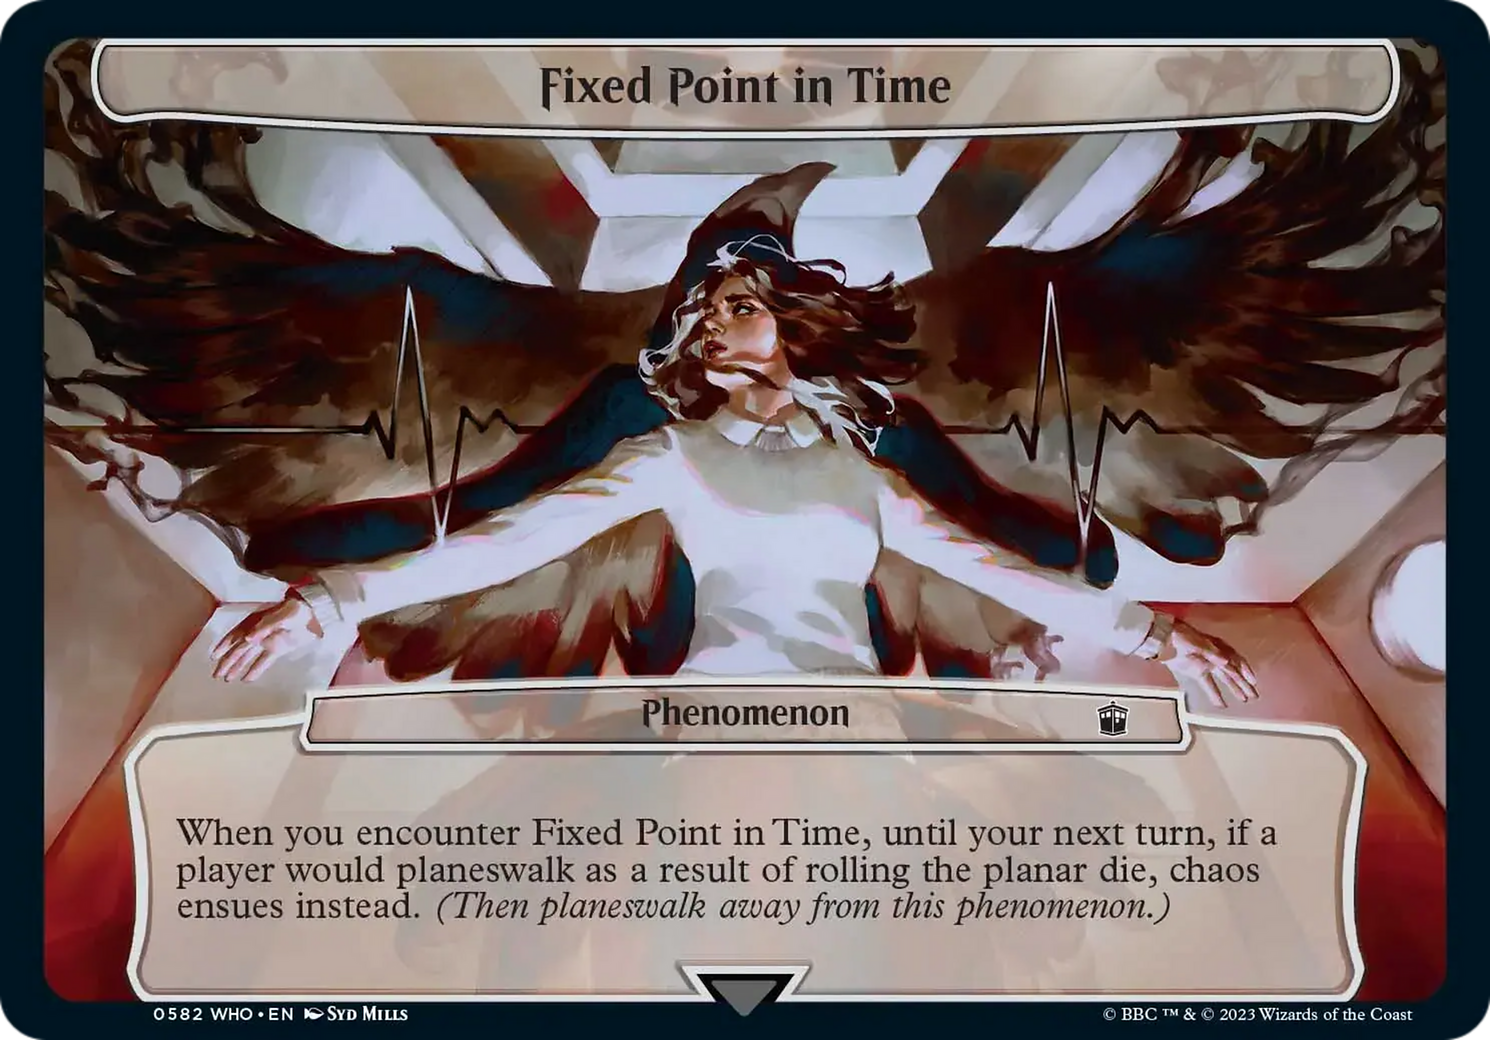 Fixed Point in Time
Phenomenon
When you encounter Fixed Point in Time, until your next turn, if a
player would planeswalk as a result of rolling the planar die, chaos
ensues instead. (Then planeswalk away from this phenomenon.)
0582 WHO • EN Syd Mills
© BBC ™ & © 2023 Wizards of the Coast